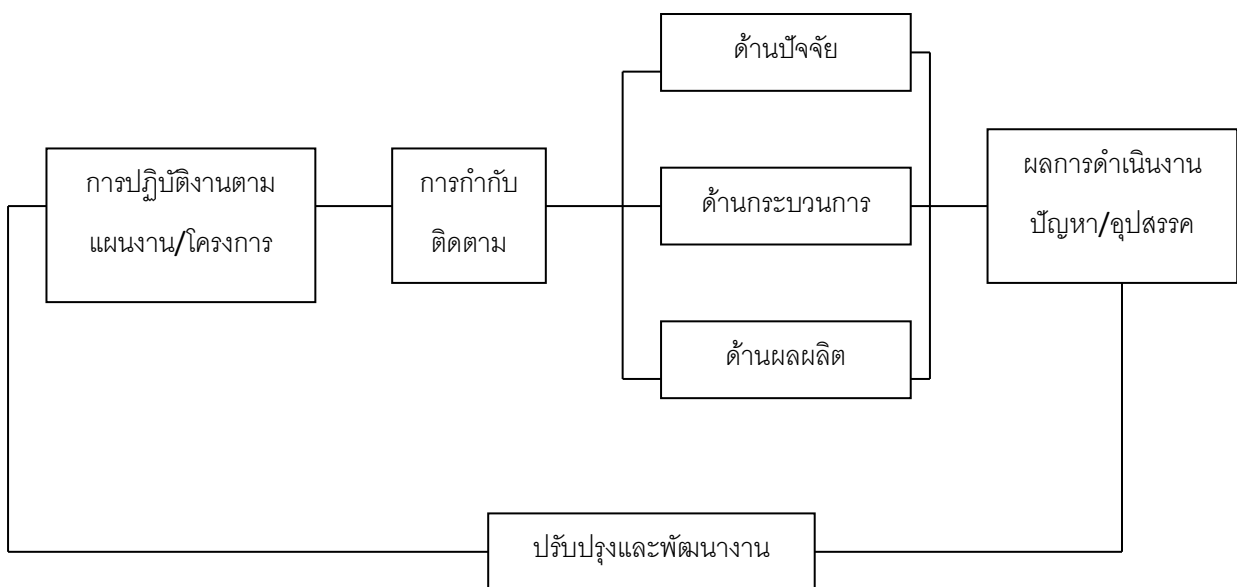 การปฏิบัติงานตาม
แผนงาน/โครงการ
การกำกับ
ติดตาม
ด้านปัจจัย
ด้านกระบวนการ
ด้านผลผลิต
ผลการดำเนินงาน
ปัญหา/อุปสรรค
ปรับปรุงและพัฒนางาน